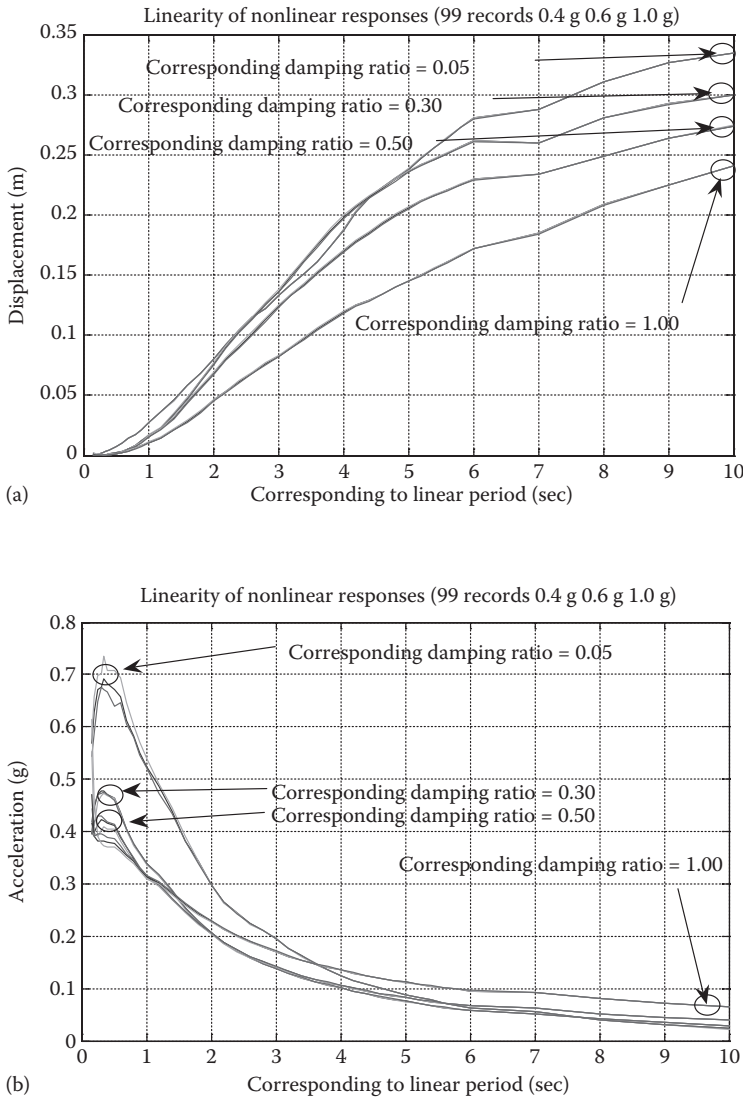 Linearity of nonlinear responses (99 records 0.4 g 0.6 g 1.0 g)
0.35
0.3
0.25
0.2
0.15
0.1
0.05
0
Displacement (m)
Corresponding damping ratio = 0.05
Corresponding damping ratio = 0.30
Corresponding damping ratio = 0.50
Corresponding damping ratio = 1.00
0 1 2 3 4 5 6 7 8 9 10
(a)
Corresponding to linear period (sec)
Linearity of nonlinear responses (99 records 0.4 g 0.6 g 1.0 g)
0.8
0.7
0.6
0.5
0.4
0.3
0.2
0.1
0
Acceleration (g)
Corresponding damping ratio = 0.05
Corresponding damping ratio = 0.30
Corresponding damping ratio = 0.50
Corresponding damping ratio = 1.00
0 1 2 3 4 5 6 7 8 9 10
(b)
Corresponding to linear period (sec)